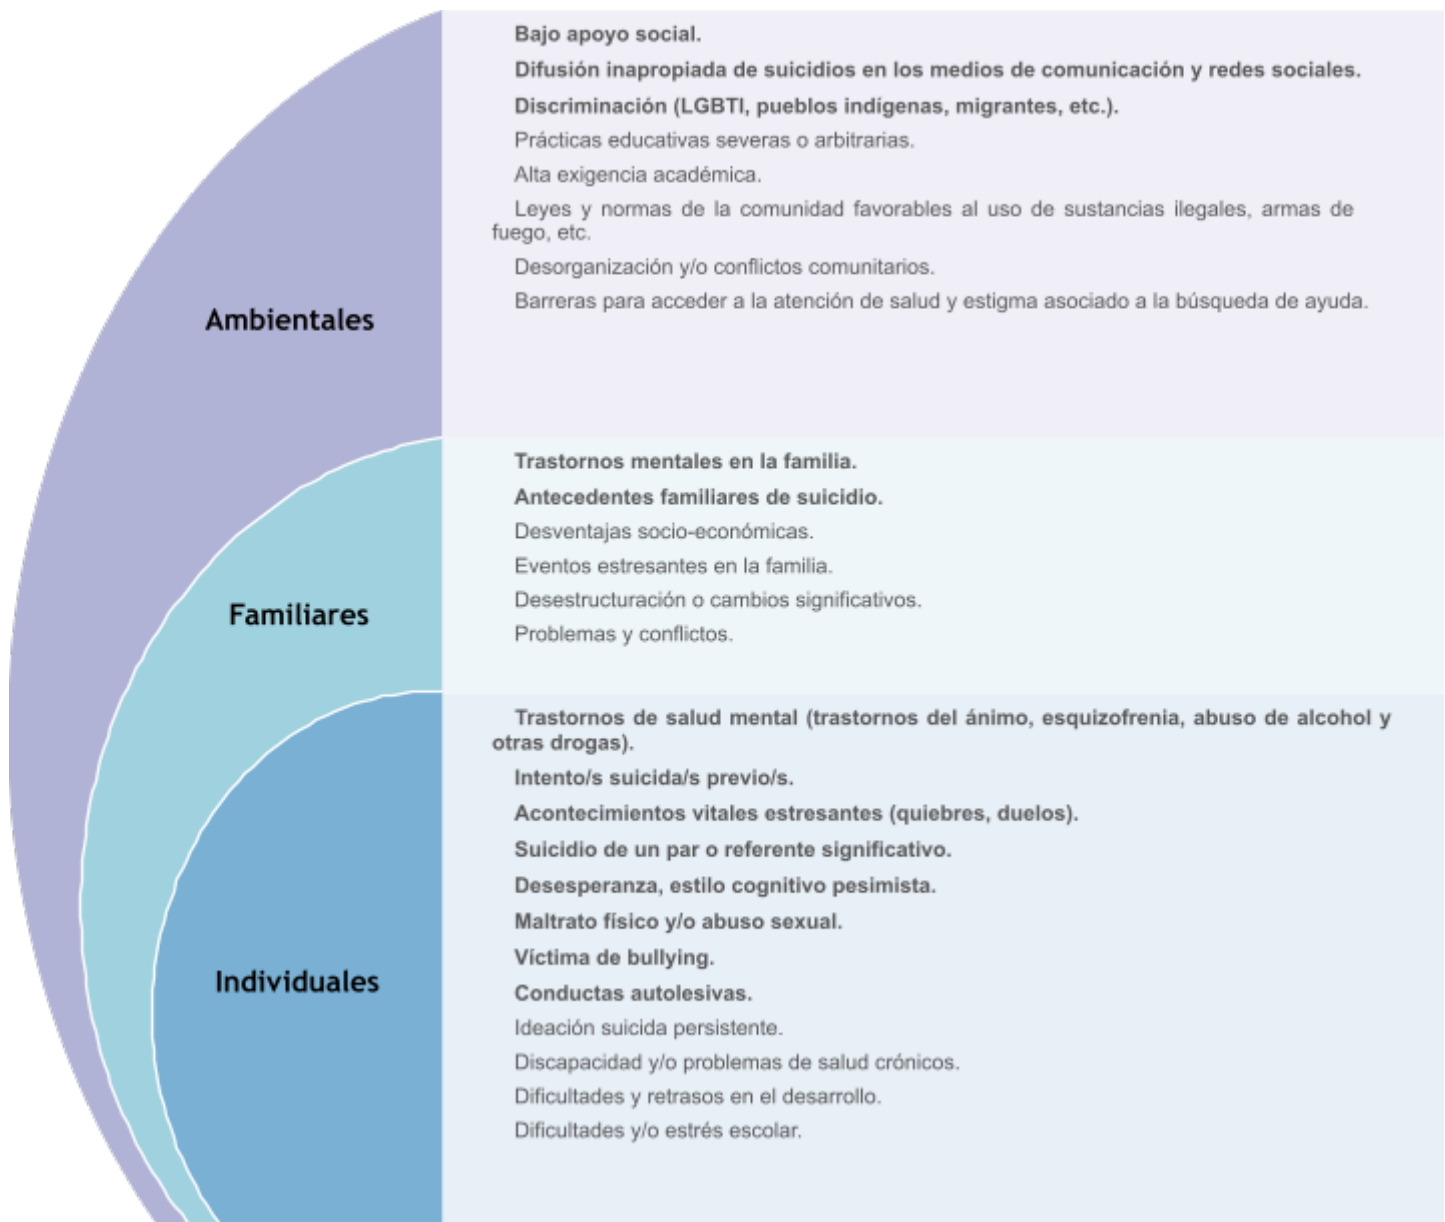 Bajo apoyo social.
Difusión inapropiada de suicidios en los medios de comunicación y redes sociales.
Discriminación (LGBTI, pueblos indígenas, migrantes, etc.).
Prácticas educativas severas o arbitrarias.
Alta exigencia académica.
Leyes y normas de la comunidad favorables al uso de sustancias ilegales, armas de
fuego, etc.
Desorganización y/o conflictos comunitarios.
Barreras para acceder a la atención de salud y estigma asociado a la búsqueda de ayuda.
Ambientales
Trastornos mentales en la familia.
Antecedentes familiares de suicidio.
Desventajas socio-económicas.
Eventos estresantes en la familia.
Desestructuración o cambios significativos.
Problemas y conflictos.
Familiares
Trastornos de salud mental (trastornos del ánimo, esquizofrenia, abuso de alcohol y
otras drogas).
Intento/s suicida/s previo/s.
Acontecimientos vitales estresantes (quiebres, duelos).
Suicidio de un par o referente significativo.
Desesperanza, estilo cognitivo pesimista.
Maltrato físico y/o abuso sexual.
Víctima de bullying.
Conductas autolesivas.
Ideación suicida persistente.
Discapacidad y/o problemas de salud crónicos.
Dificultades y retrasos en el desarrollo.
Dificultades y/o estrés escolar.
Individuales